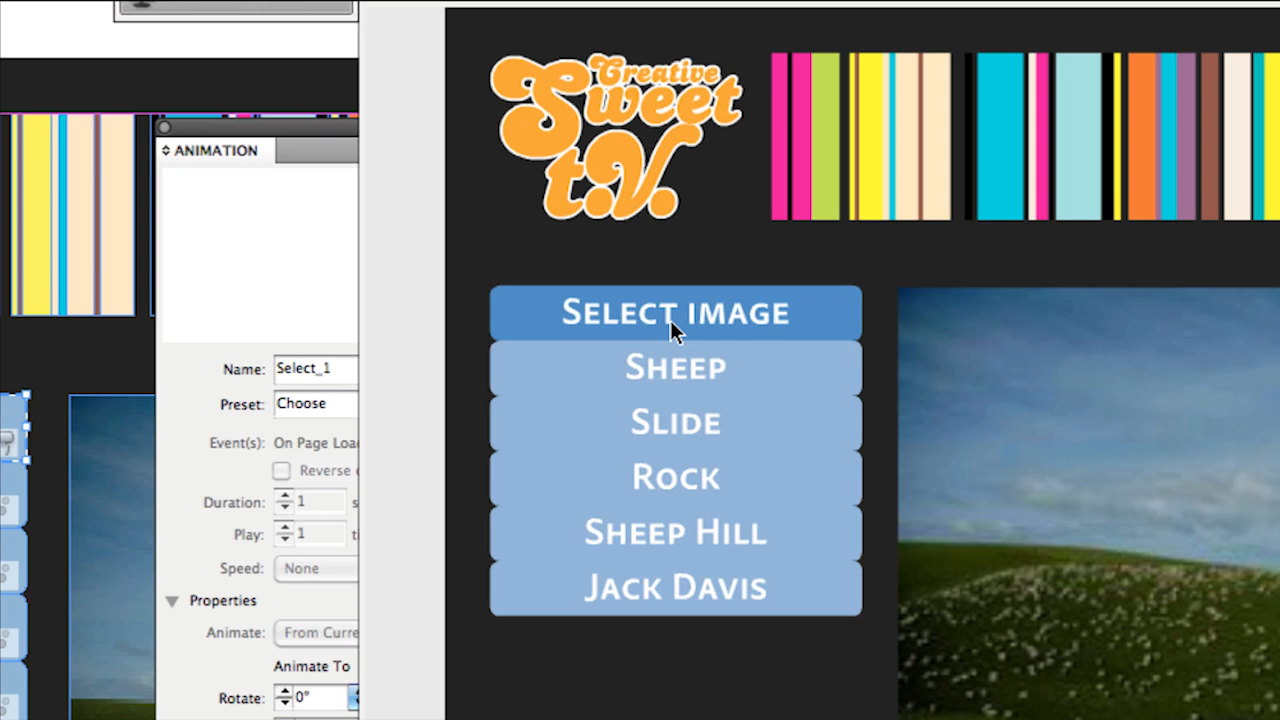 ANIMATION
Name: Select_1
Preset: Choose
Event(s): On Page Loa
Reverse
Duration: 1 s
Play: 1 ti
Speed: None
Properties
Animate: From Curre
Animate To
Rotate: 0°
Creative
Sweet
t.V.
SELECT IMAGE
SHEEP
SLIDE
ROCK
SHEEP HILL
JACK DAVIS